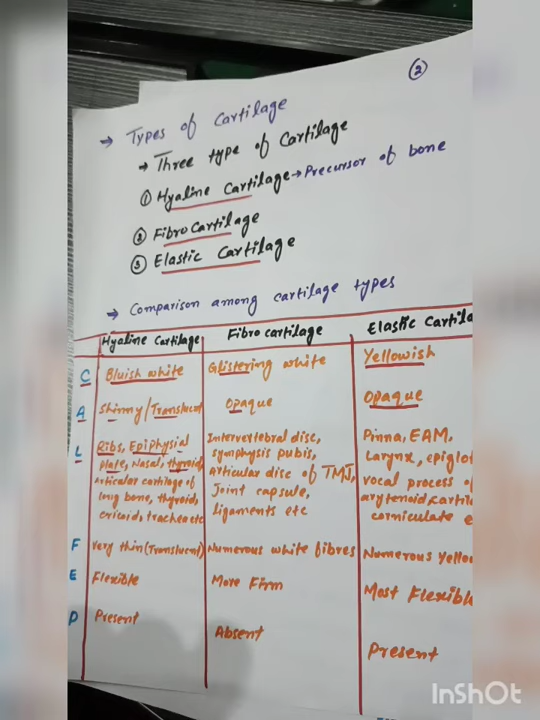 ②
→ Types of Cartilage
→ Three type of Cartilage
① Hyaline Cartilage → Precursor of bone
② Fibro Cartilage
③ Elastic Cartilage
→ Comparison among cartilage types
Hyaline Cartilage Fibro cartilage Elastic Cartila
C Bluish white Glistering white Yellowish
A Shinny/Translucent Opaque Opaque
L Ribs, Epiphysial Intervertebral disc, Pinna, EAM,
plate, Nasal, thyroid, symphysis pubis, Larynx, epiglot
articular cartilage of Articular disc of TMJ, vocal process of
long bone, thyroid, Joint capsule, arytenoid, cartil
cricoid, trachea etc ligaments etc corniculate e
F very thin (Translucent) Numerous white fibres Numerous Yello
E Flexible More Firm Most Flexible
P Present Absent Present
InShOt